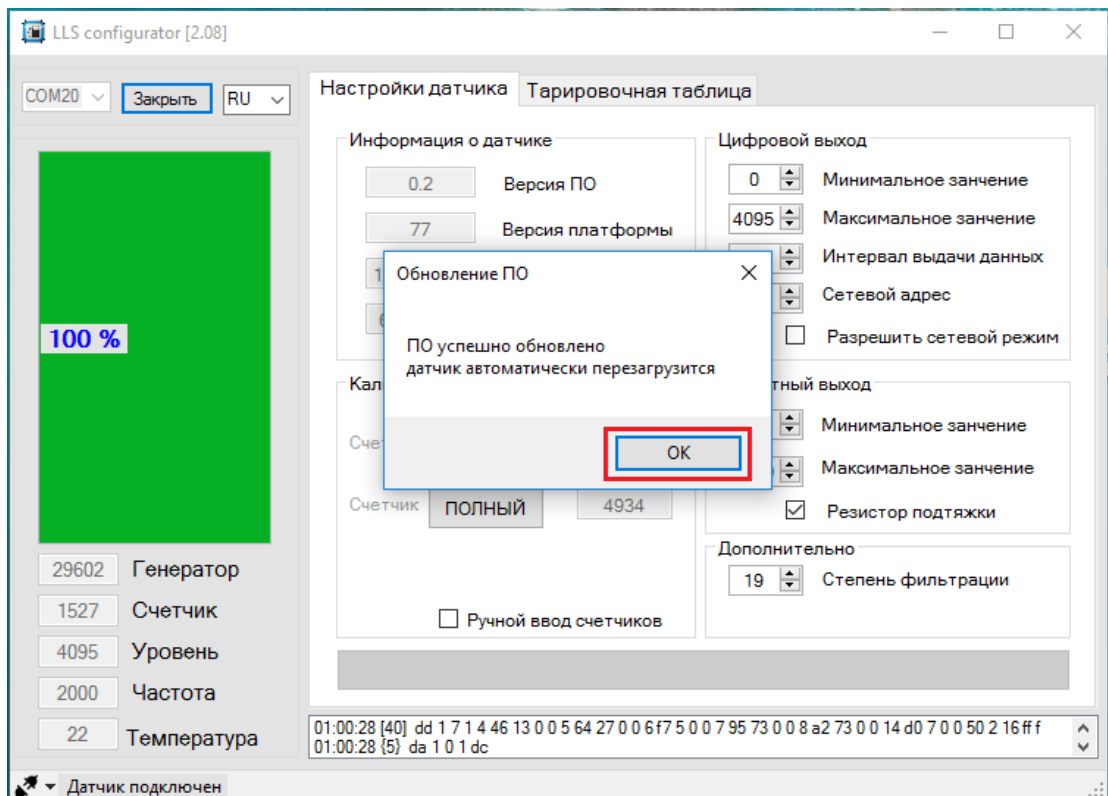 LLS configurator [2.08]
COM20 Закрыть RU
Настройки датчика Тарировочная таблица
Информация о датчике
0.2 Версия ПО
77 Версия платформы
Цифровой выход
0 Минимальное занчение
4095 Максимальное занчение
Интервал выдачи данных
Сетевой адрес
Разрешить сетевой режим
Обновление ПО
ПО успешно обновлено
датчик автоматически перезагрузится
OK
100 %
Счетчик ПОЛНЫЙ 4934
Ручной ввод счетчиков
выход
Минимальное занчение
Максимальное занчение
Резистор подтяжки
Дополнительно
19 Степень фильтрации
29602 Генератор
1527 Счетчик
4095 Уровень
2000 Частота
22 Температура
01:00:28 [40] dd 1 7 1 4 46 13 0 0 5 64 27 0 0 6 f7 5 0 0 7 95 73 0 0 8 a2 73 0 0 14 d0 7 0 0 50 2 16 ff f
01:00:28 {5} da 1 0 1 dc
Датчик подключен